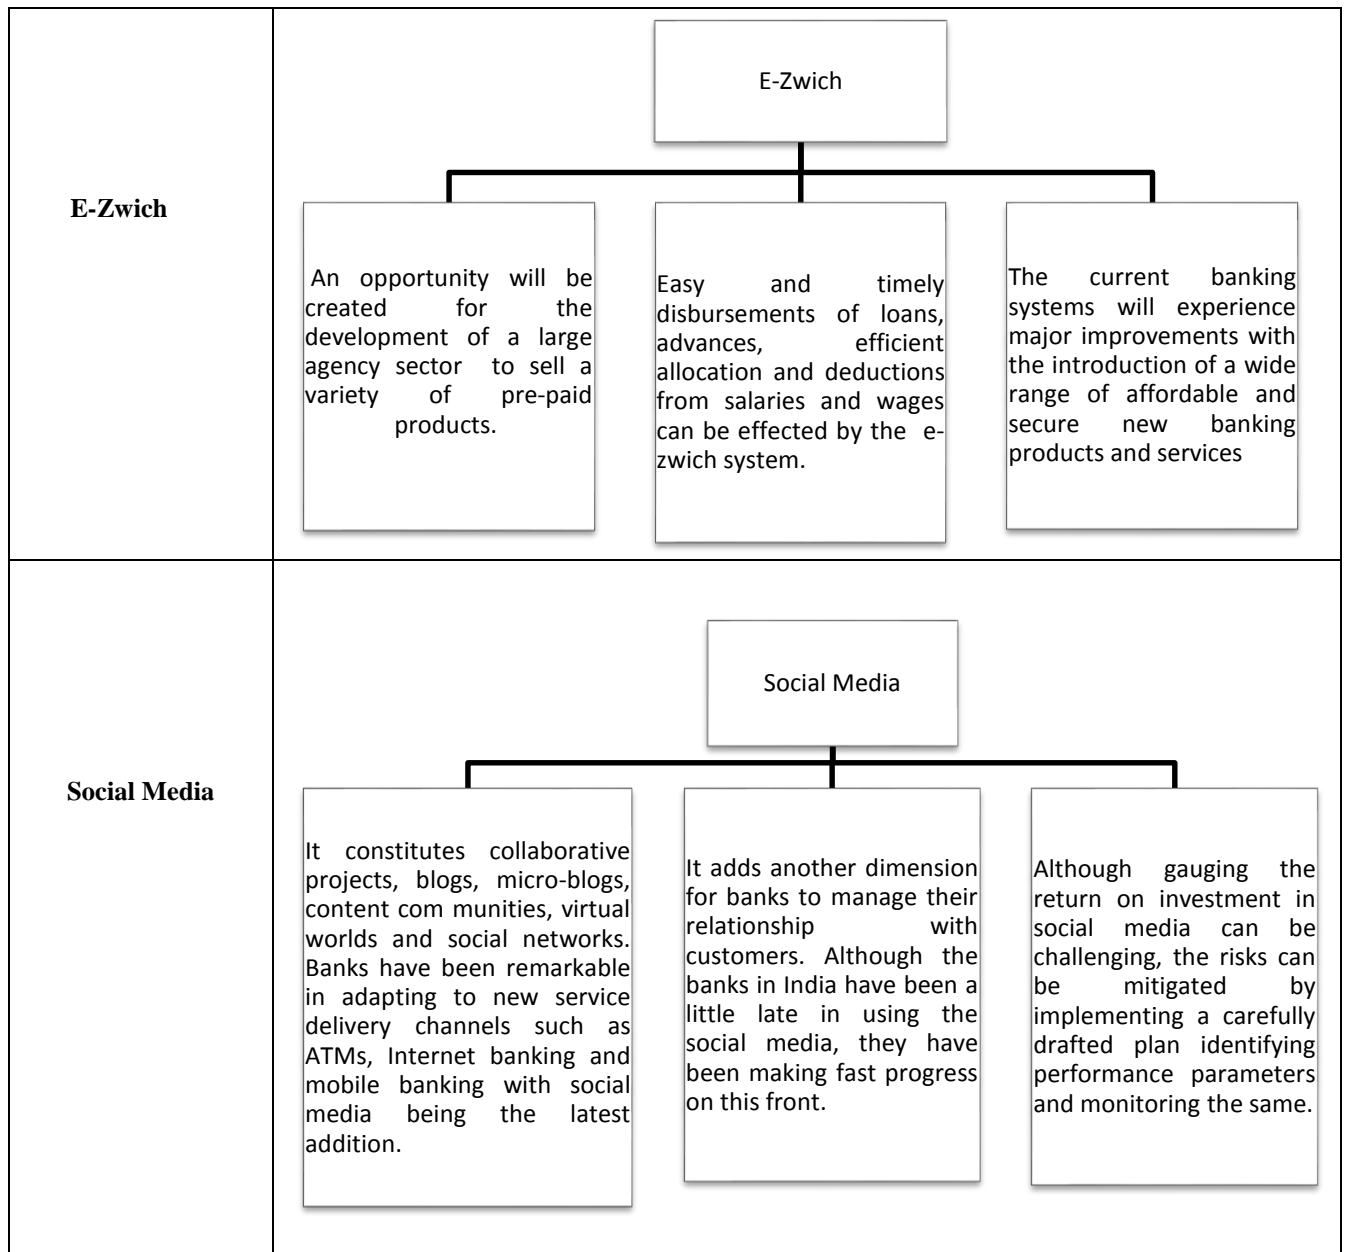 E-Zwich
E-Zwich
An opportunity will be
created for the
development of a large
agency sector to sell a
variety of pre-paid
products.
Easy and timely
disbursements of loans,
advances, efficient
allocation and deductions
from salaries and wages
can be effected by the e-
zwich system.
The current banking
systems will experience
major improvements with
the introduction of a wide
range of affordable and
secure new banking
products and services
Social Media
Social Media
It constitutes collaborative
projects, blogs, micro-blogs,
content com munities, virtual
worlds and social networks.
Banks have been remarkable
in adapting to new service
delivery channels such as
ATMs, Internet banking and
mobile banking with social
media being the latest
addition.
It adds another dimension
for banks to manage their
relationship with
customers. Although the
banks in India have been a
little late in using the
social media, they have
been making fast progress
on this front.
Although gauging the
return on investment in
social media can be
challenging, the risks can
be mitigated by
implementing a carefully
drafted plan identifying
performance parameters
and monitoring the same.